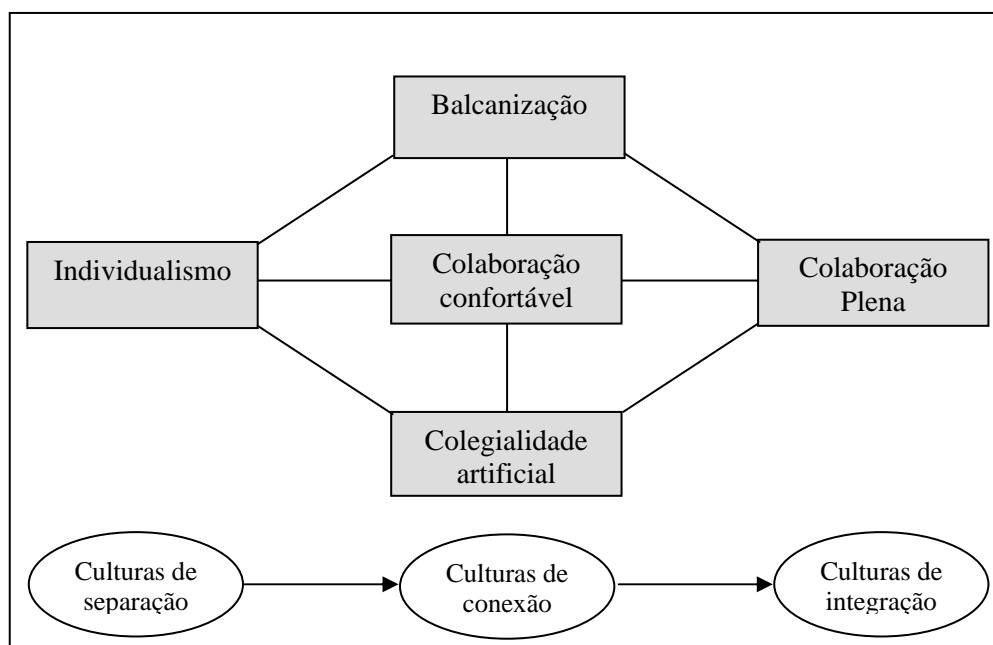 Balcanização
Individualismo
Colaboração
confortável
Colaboração
Plena
Colegialidade
artificial
Culturas de
separação
Culturas de
conexão
Culturas de
integração